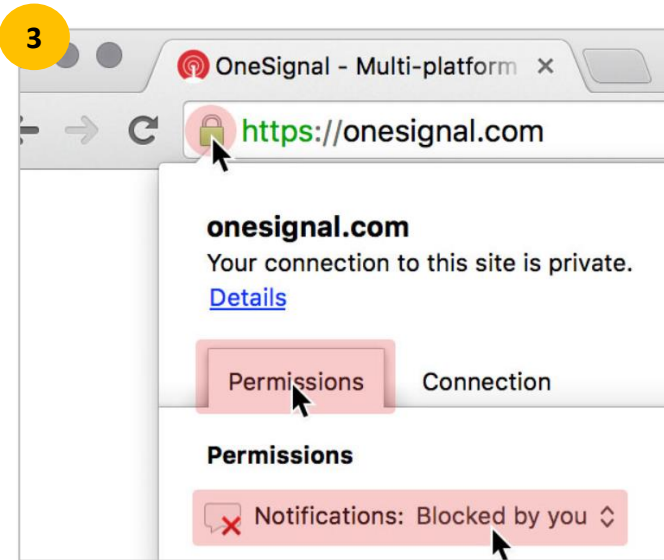 3
OneSignal - Multi-platform
https://onesignal.com
onesignal.com
Your connection to this site is private.
Details
Permissions Connection
Permissions
Notifications: Blocked by you